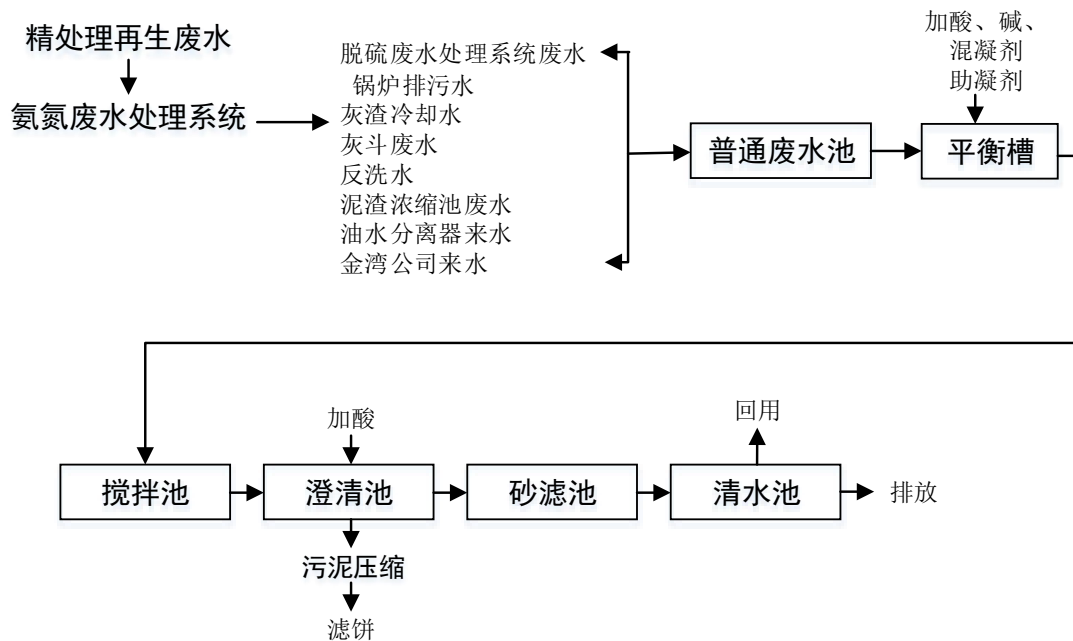 精处理再生废水
氨氮废水处理系统
脱硫废水处理系统废水
锅炉排污水
灰渣冷却水
灰斗废水
反洗水
泥渣浓缩池废水
油水分离器来水
金湾公司来水
普通废水池
加酸、碱、
混凝剂
助凝剂
平衡槽
搅拌池
加酸
澄清池
污泥压缩
滤饼
砂滤池
回用
清水池
排放